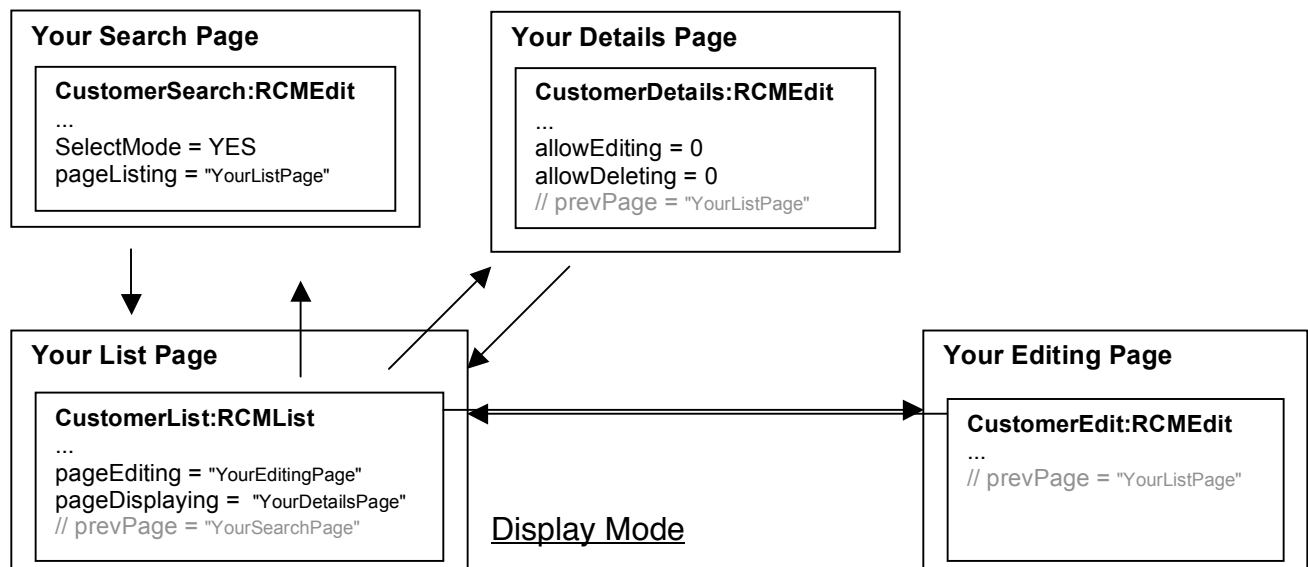 Your Search Page
CustomerSearch:RCMEdit
...
SelectMode = YES
pageListing = "YourListPage"
Your Details Page
CustomerDetails:RCMEdit
...
allowEditing = 0
allowDeleting = 0
// prevPage = "YourListPage"
Your List Page
CustomerList:RCMList
...
pageEditing = "YourEditingPage"
pageDisplaying = "YourDetailsPage"
// prevPage = "YourSearchPage"
Display Mode
Your Editing Page
CustomerEdit:RCMEdit
...
// prevPage = "YourListPage"